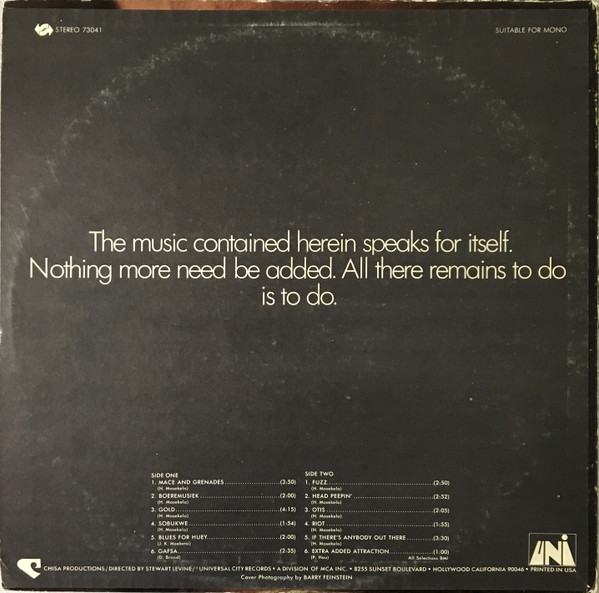 STEREO 73041
SUITABLE FOR MONO
The music contained herein speaks for itself.
Nothing more need be added. All there remains to do
is to do.
SIDE ONE
1. MACE AND GRENADES (3:50)
(H. Masekela)
2. BOEREMUSIEK (2:00)
(H. Masekela)
3. GOLD (4:15)
(H. Masekela)
4. SOBUKWE (1:54)
(H. Masekela)
5. BLUES FOR HUEY (2:00)
(J. K. Masekela)
6. GAFSA (2:35)
SIDE TWO
1. FUZZ (2:50)
(H. Masekela)
2. HEAD PEEPIN' (2:52)
(H. Masekela)
3. OTIS (2:05)
(H. Masekela)
4. RIOT (1:55)
(H. Masekela)
5. IF THERE'S ANYBODY OUT THERE (3:30)
(H. Masekela)
6. EXTRA ADDED ATTRACTION (1:00)
All Selections BMI
UNI
CHISA PRODUCTIONS/DIRECTED BY STEWART LEVINE/UNIVERSAL CITY RECORDS • A DIVISION OF MCA INC. • 8255 SUNSET BOULEVARD • HOLLYWOOD CALIFORNIA 90046 • PRINTED IN USA
Cover Photography by BARRY FEINSTEIN